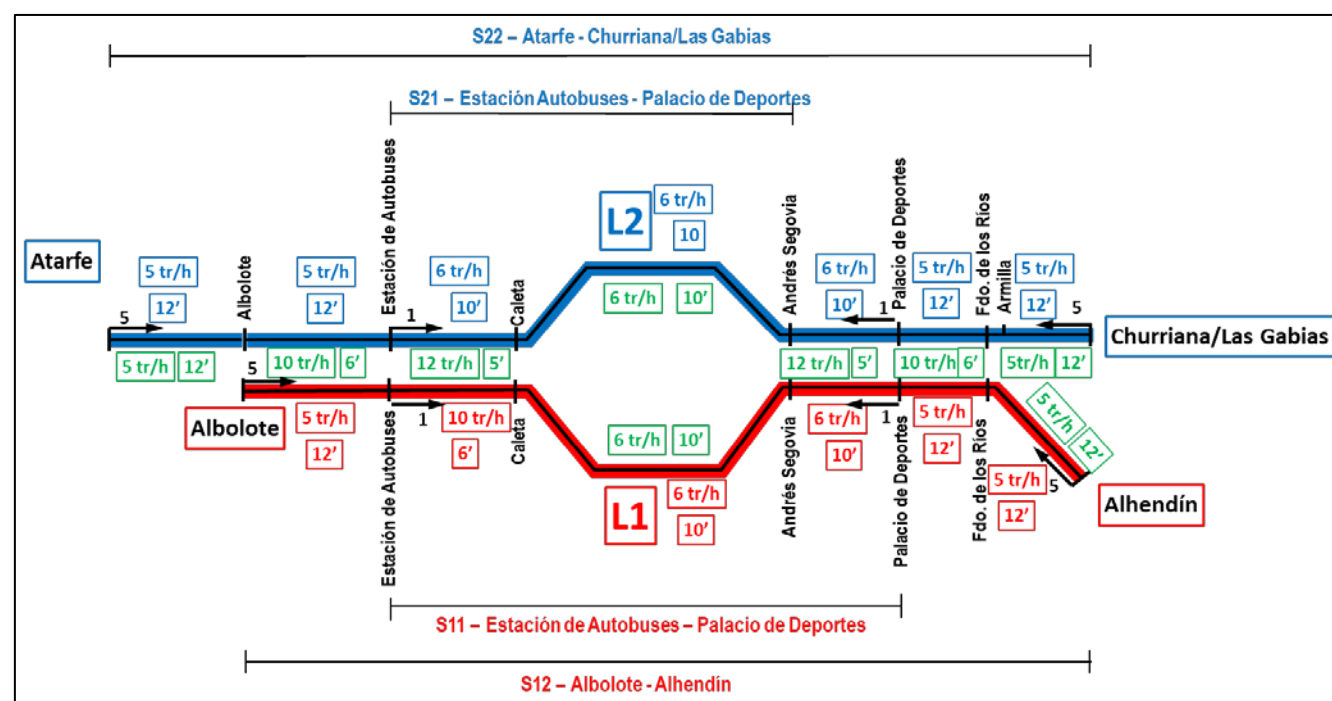 S22 – Atarfe - Churriana/Las Gabias
S21 – Estación Autobuses - Palacio de Deportes
Estación de Autobuses
Andrés Segovia
Palacio de Deportes
Albolote
Caleta
Fdo. de los Ríos
Armilla
L2
6 tr/h
10
Atarfe
5 tr/h
12'
5 tr/h
12'
6 tr/h
10'
6 tr/h
10'
5 tr/h
12'
5 tr/h
12'
5
1
1
5
Churriana/Las Gabias
5 tr/h 12'
10 tr/h 6'
12 tr/h 5'
6 tr/h 10'
12 tr/h 5'
10 tr/h 6'
5tr/h 12'
5
1
1
5
Albolote
5 tr/h
12'
10 tr/h
6'
6 tr/h 10'
L1
6 tr/h
10'
6 tr/h
10'
5 tr/h
12'
5 tr/h
12'
5 tr/h 12'
Alhendín
Estación de Autobuses
Caleta
Andrés Segovia
Palacio de Deportes
Fdo. de los Ríos
S11 – Estación de Autobuses – Palacio de Deportes
S12 – Albolote - Alhendín